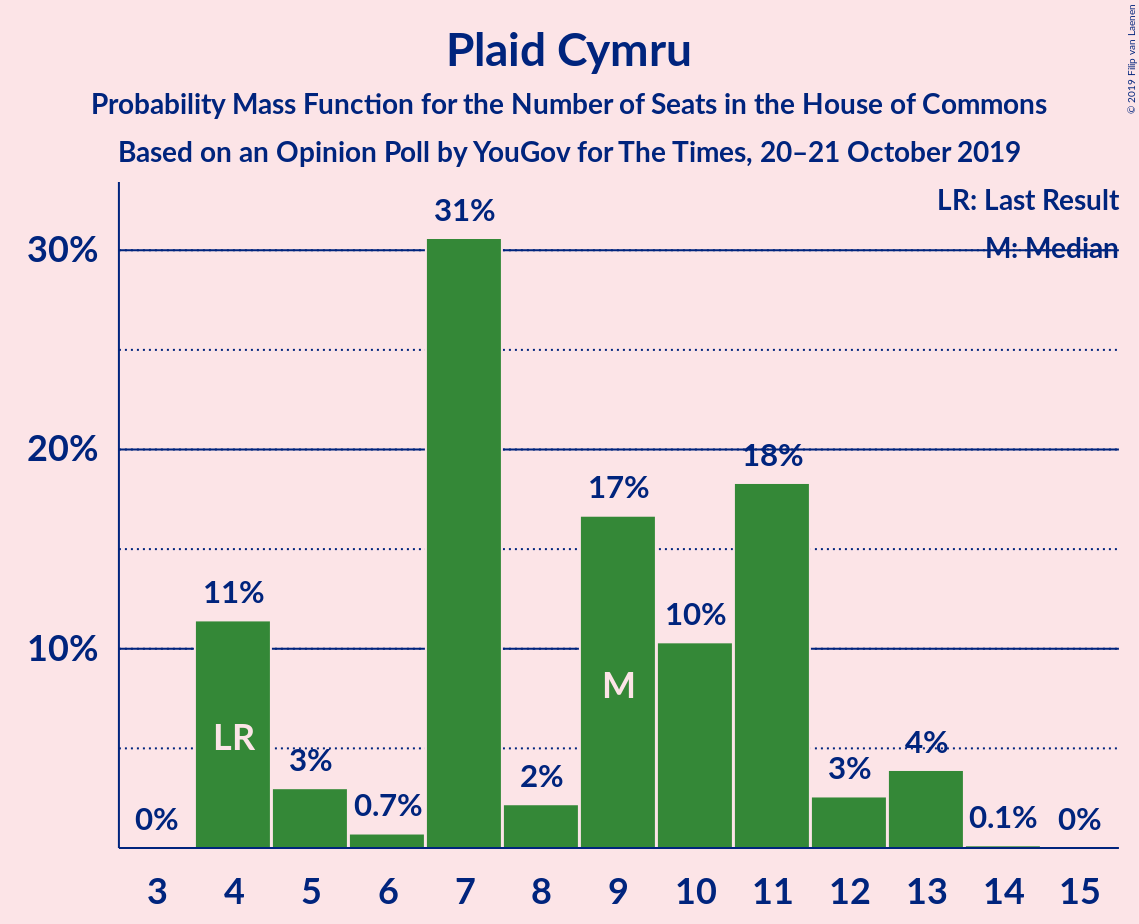 Plaid Cymru
Probability Mass Function for the Number of Seats in the House of Commons
Based on an Opinion Poll by YouGov for The Times, 20–21 October 2019
© 2019 Filip van Laenen
LR: Last Result
M: Median
30%
20%
10%
0%
11%
3%
0.7%
31%
2%
17%
10%
18%
3%
4%
0.1%
0%
LR
M
3 4 5 6 7 8 9 10 11 12 13 14 15